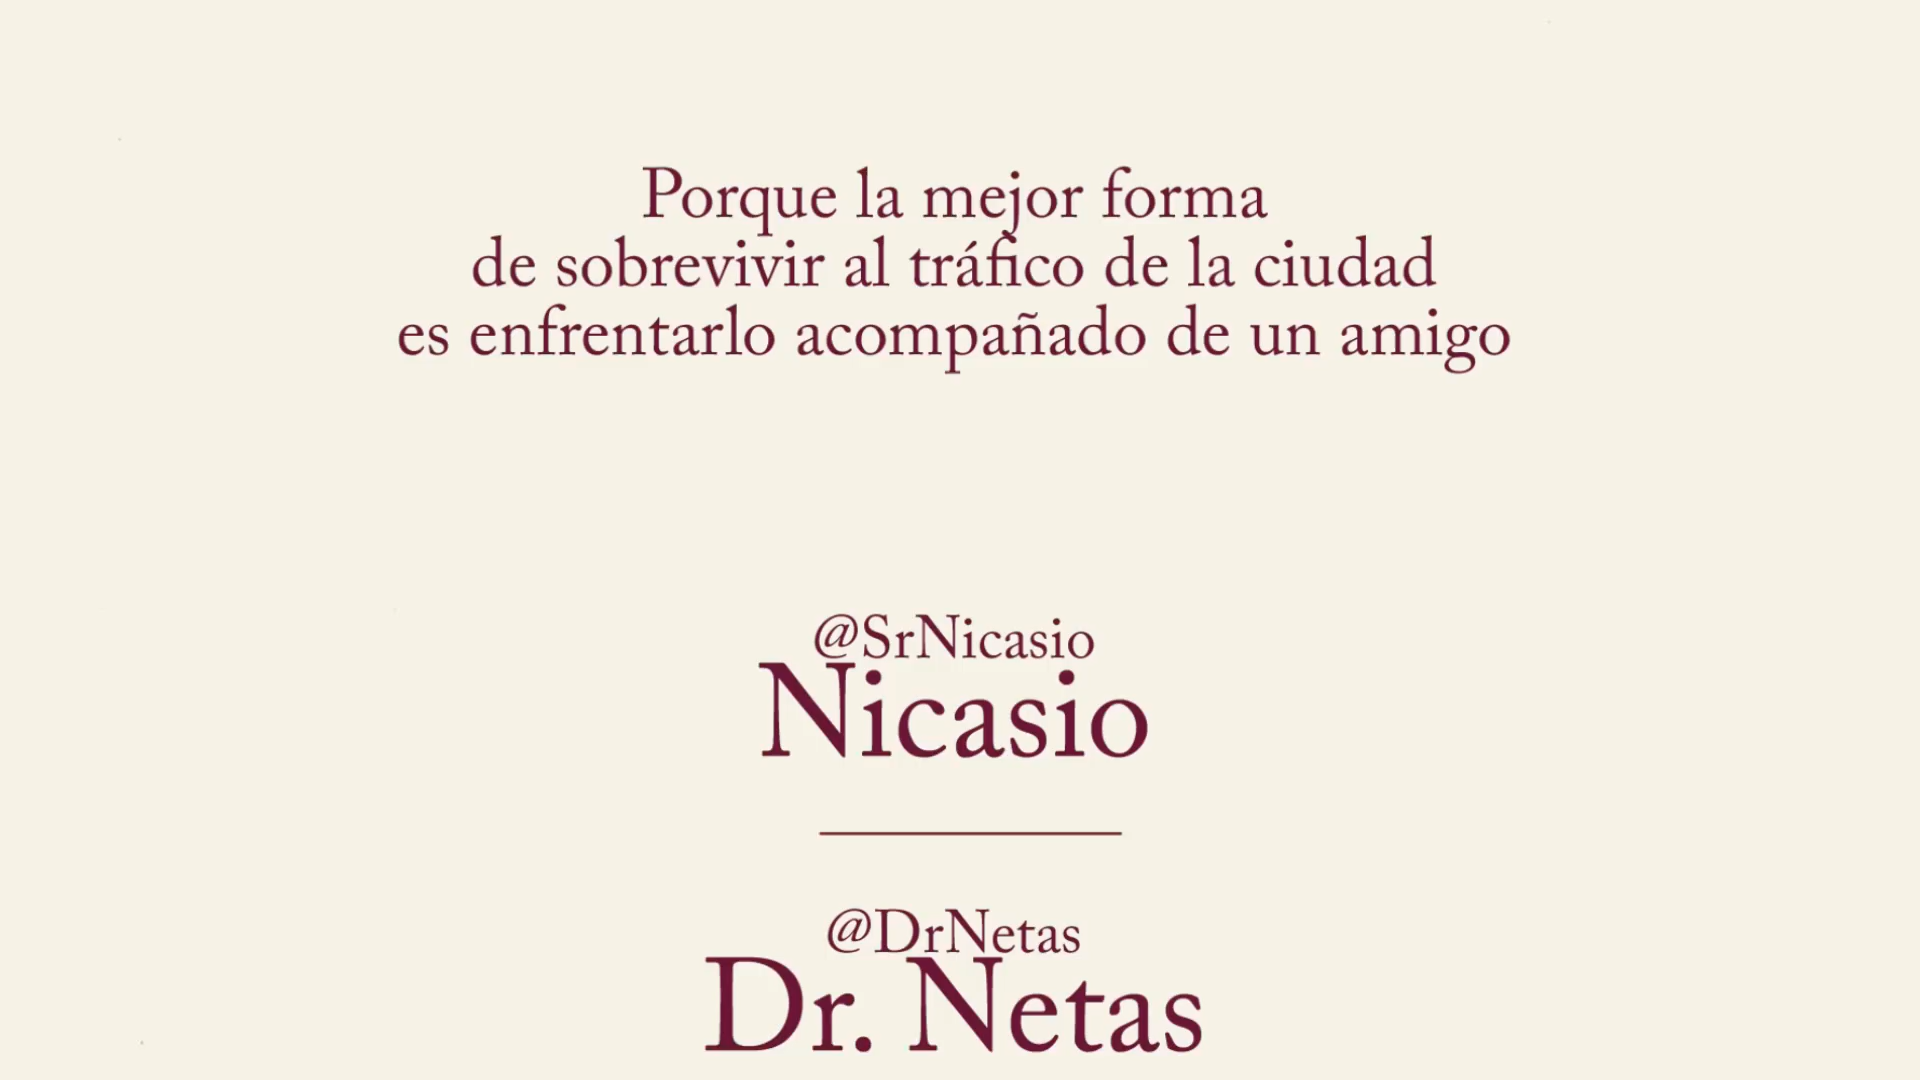 Porque la mejor forma
de sobrevivir al tráfico de la ciudad
es enfrentarlo acompañado de un amigo
@SrNicasio
Nicasio
@DrNetas
Dr. Netas